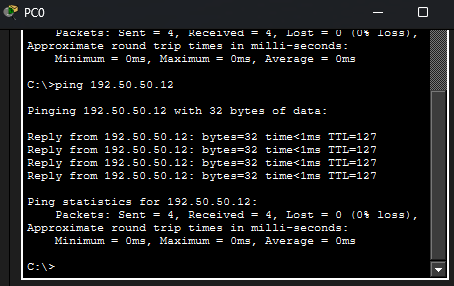 PC0
Packets: Sent = 4, Received = 4, Lost = 0 (0% loss),
Approximate round trip times in milli-seconds:
Minimum = 0ms, Maximum = 0ms, Average = 0ms
C:\>ping 192.50.50.12
Pinging 192.50.50.12 with 32 bytes of data:
Reply from 192.50.50.12: bytes=32 time<1ms TTL=127
Reply from 192.50.50.12: bytes=32 time<1ms TTL=127
Reply from 192.50.50.12: bytes=32 time<1ms TTL=127
Reply from 192.50.50.12: bytes=32 time<1ms TTL=127
Ping statistics for 192.50.50.12:
Packets: Sent = 4, Received = 4, Lost = 0 (0% loss),
Approximate round trip times in milli-seconds:
Minimum = 0ms, Maximum = 0ms, Average = 0ms
C:\>